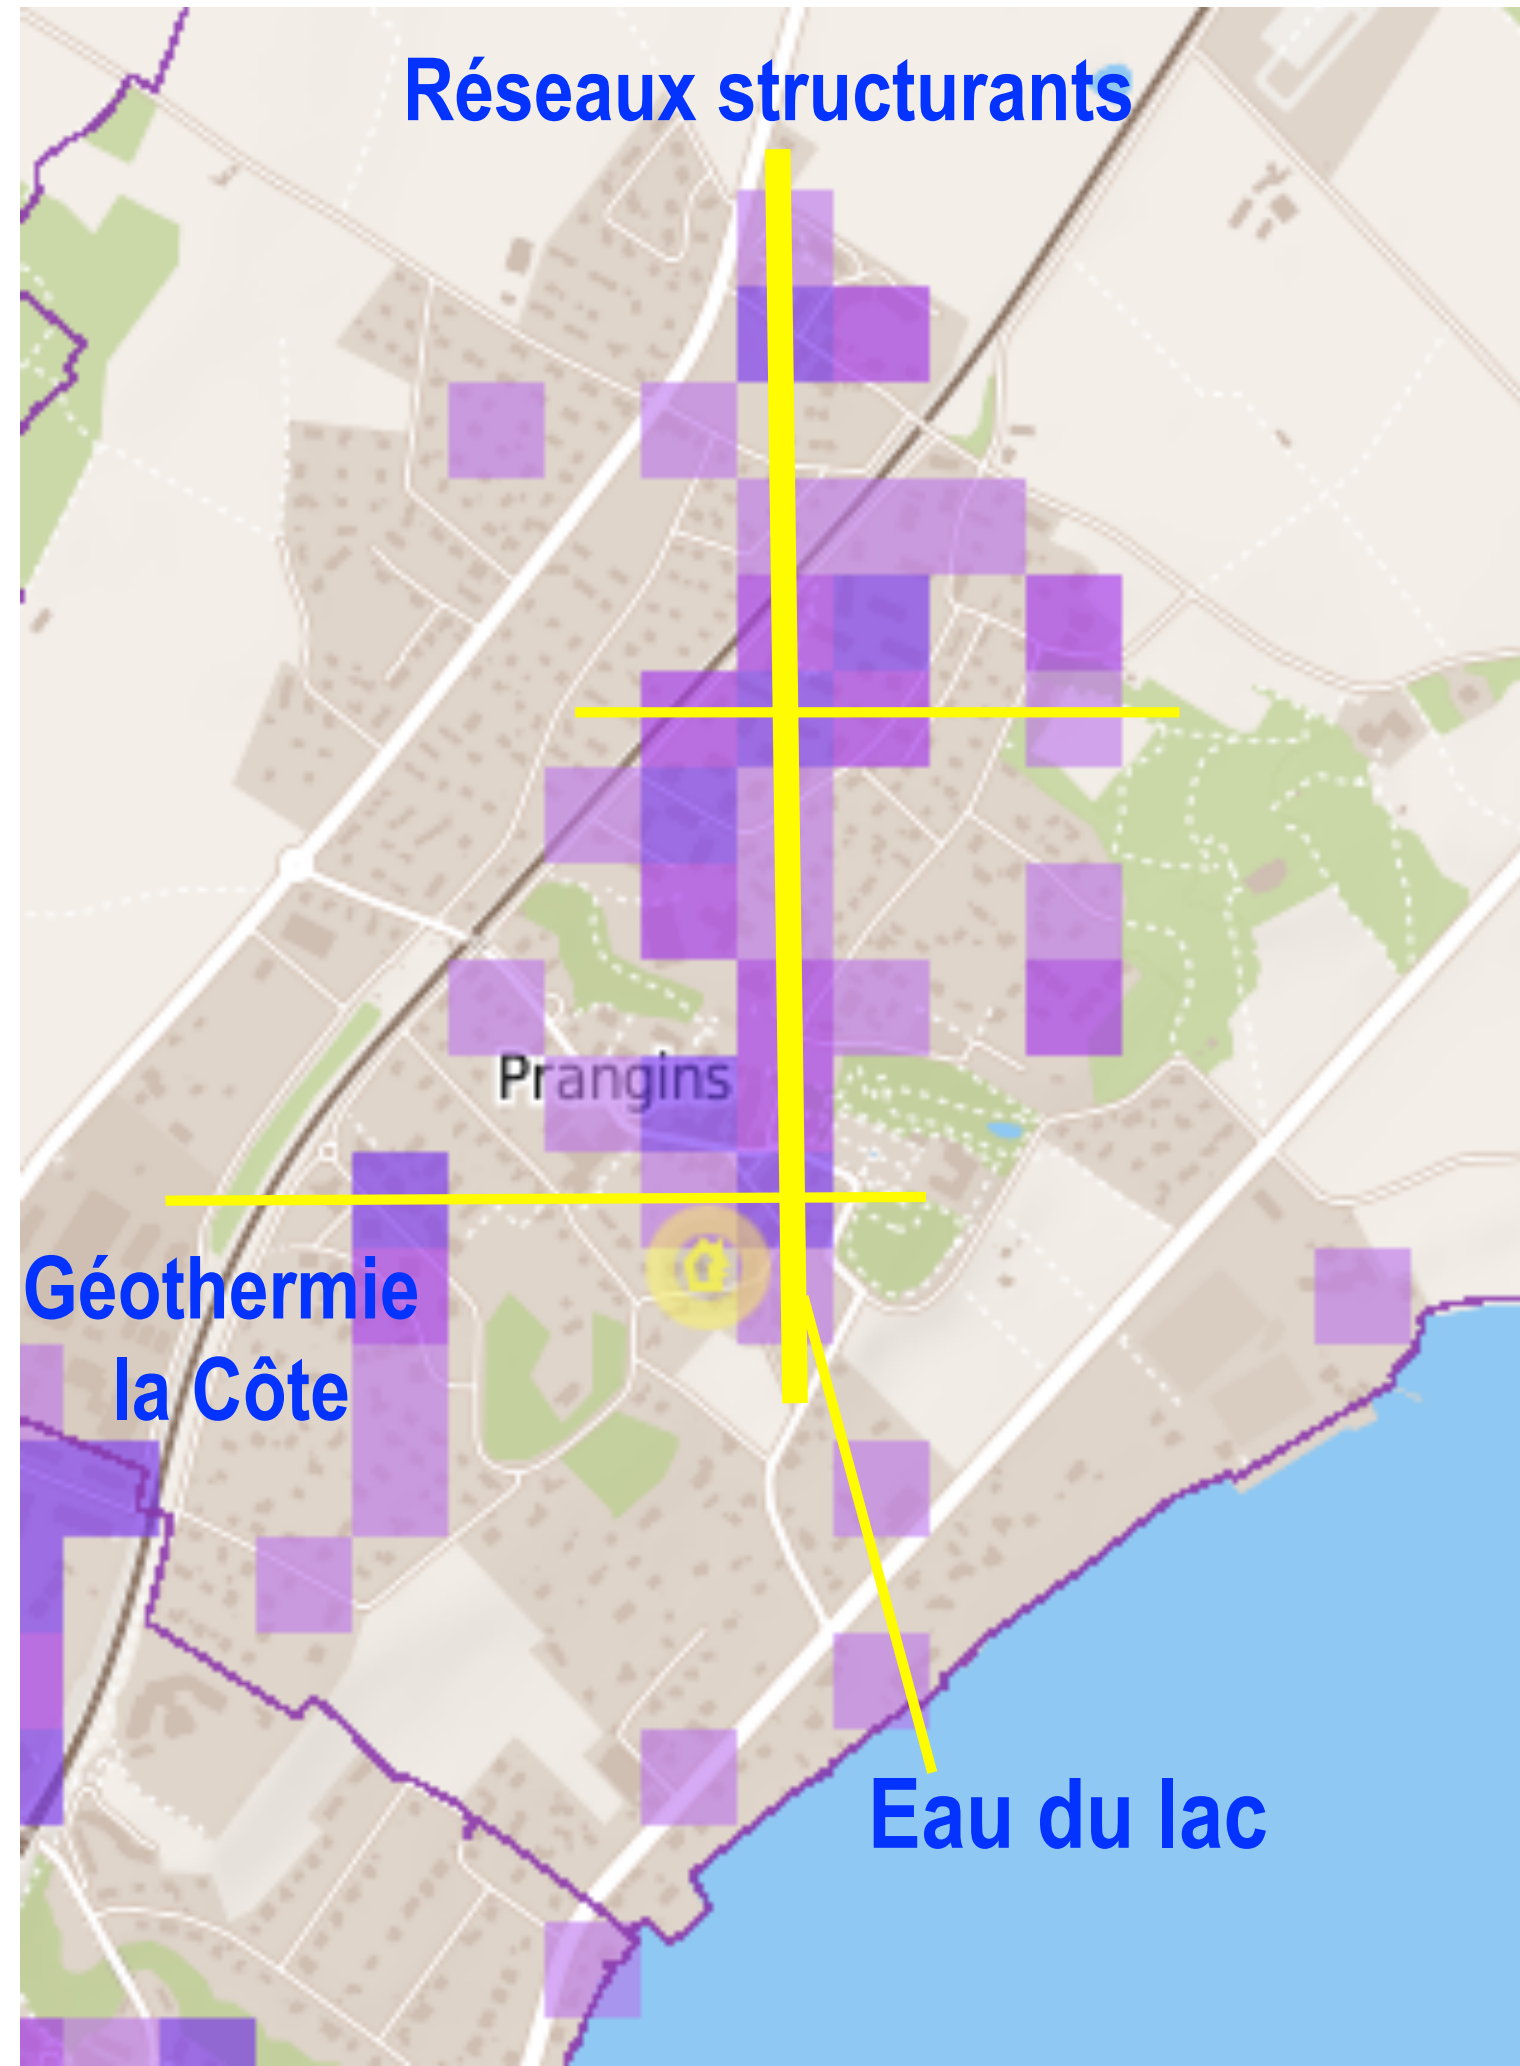 Réseaux structurants
Prangins
Géothermie
la Côte
Eau du lac